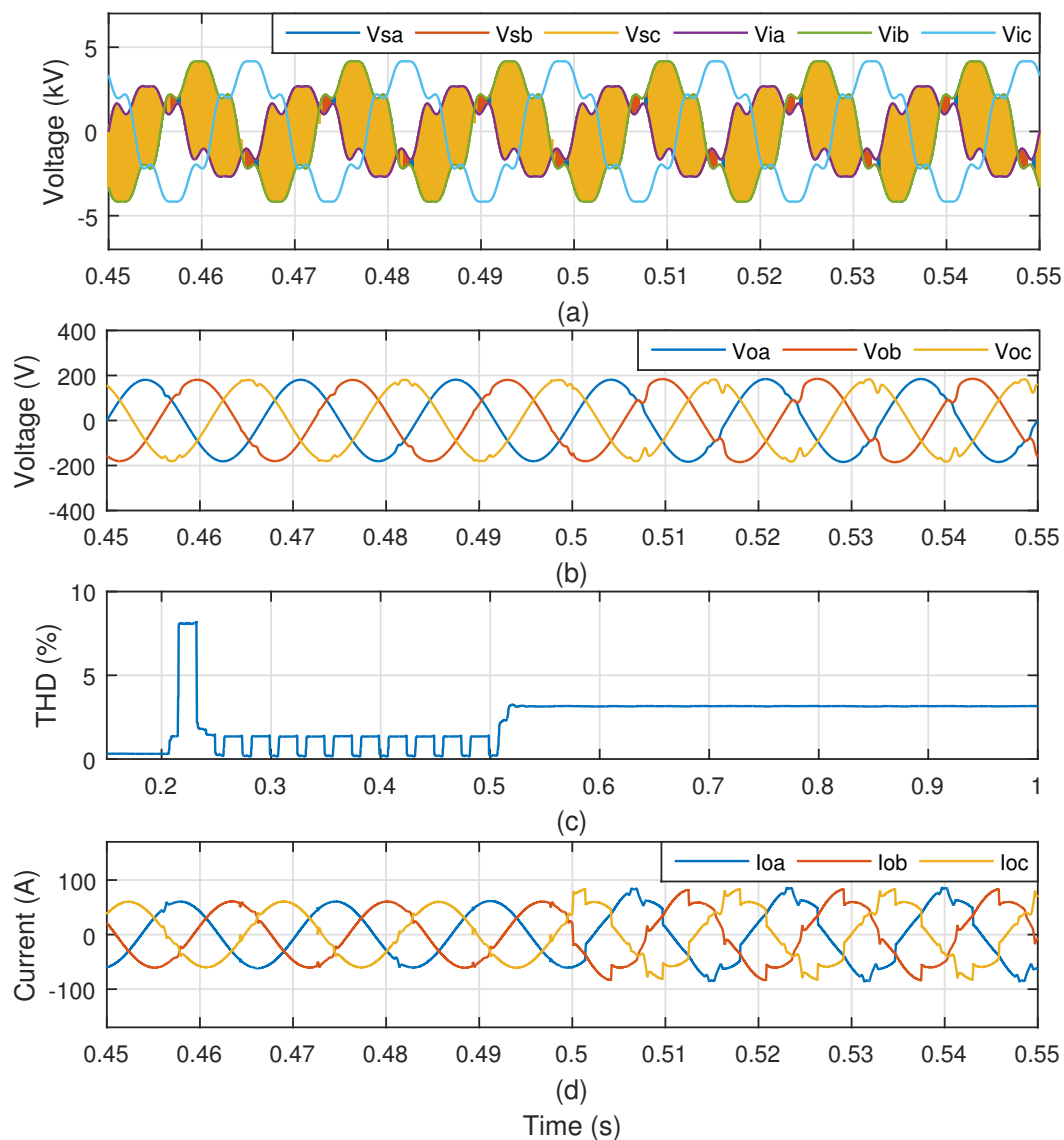 Vsa Vsb Vsc Via Vib Vic
Voltage (kV)
5
0
-5
0.45 0.46 0.47 0.48 0.49 0.5 0.51 0.52 0.53 0.54 0.55
(a)
Voa Vob Voc
Voltage (V)
400
200
0
-200
-400
0.45 0.46 0.47 0.48 0.49 0.5 0.51 0.52 0.53 0.54 0.55
(b)
THD (%)
10
5
0
0.2 0.3 0.4 0.5 0.6 0.7 0.8 0.9 1
(c)
Ioa Iob Ioc
Current (A)
100
0
-100
0.45 0.46 0.47 0.48 0.49 0.5 0.51 0.52 0.53 0.54 0.55
(d)
Time (s)